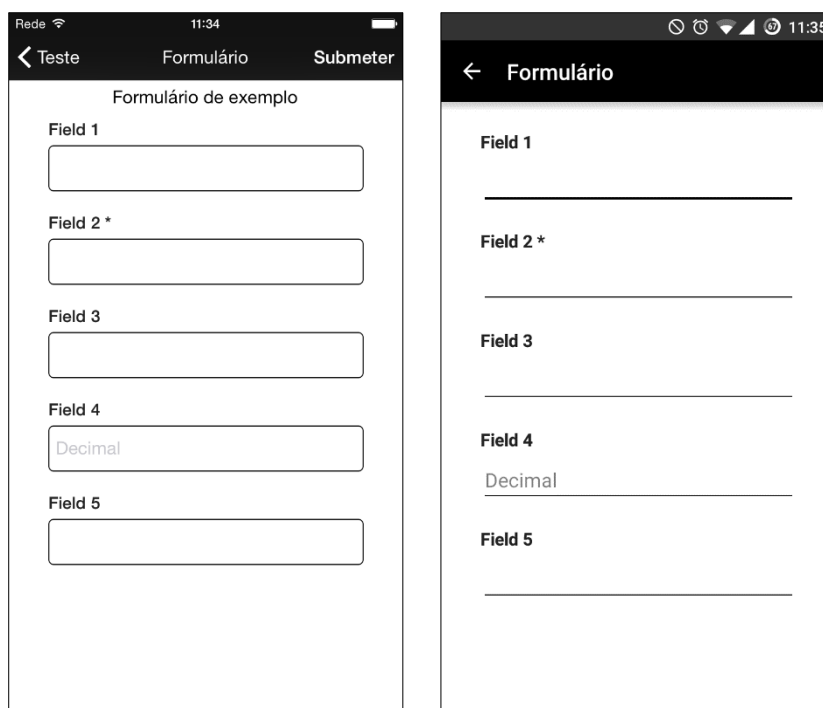 Rede 11:34
Teste Formulário Submeter
Formulário de exemplo
Field 1
Field 2 *
Field 3
Field 4
Decimal
Field 5
67 11:35
Formulário
Field 1
Field 2 *
Field 3
Field 4
Decimal
Field 5